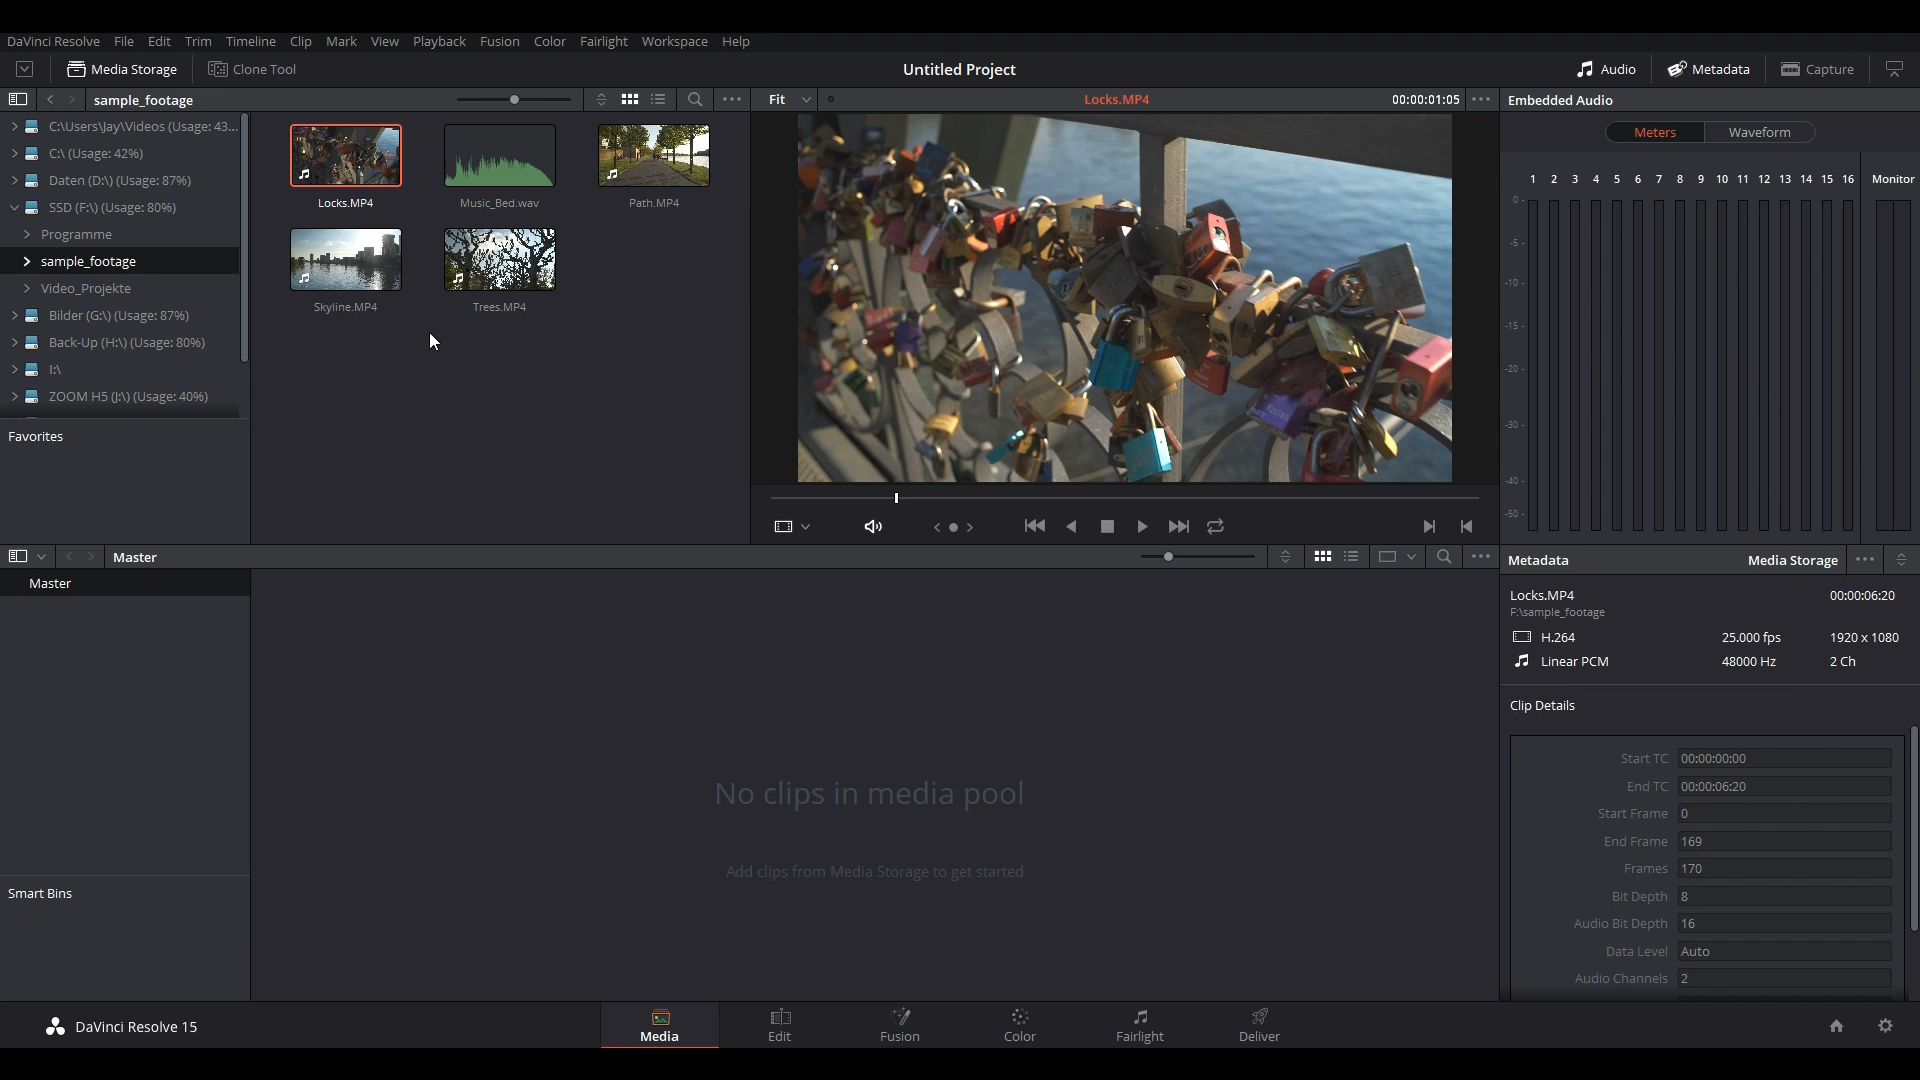 DaVinci Resolve File Edit Trim Timeline Clip Mark View Playback Fusion Color Fairlight Workspace Help
Media Storage Clone Tool Untitled Project Audio Metadata Capture
sample_footage Fit Locks.MP4 00:00:01:05 Embedded Audio
C:\Users\Jay\Videos (Usage: 43...
C:\ (Usage: 42%)
Daten (D:\) (Usage: 87%)
SSD (F:\) (Usage: 80%)
Programme
sample_footage
Video_Projekte
Bilder (G:\) (Usage: 87%)
Back-Up (H:\) (Usage: 80%)
I:\
ZOOM H5 (J:\) (Usage: 40%)
Favorites
Locks.MP4 Music_Bed.wav Path.MP4
Skyline.MP4 Trees.MP4
Meters Waveform
1 2 3 4 5 6 7 8 9 10 11 12 13 14 15 16 Monitor
0 -
-5 -
-10 -
-15 -
-20 -
-30 -
-40 -
-50 -
Master
Master
No clips in media pool
Add clips from Media Storage to get started
Smart Bins
Metadata Media Storage
Locks.MP4 00:00:06:20
F:\sample_footage
H.264 25.000 fps 1920 x 1080
Linear PCM 48000 Hz 2 Ch
Clip Details
Start TC 00:00:00:00
End TC 00:00:06:20
Start Frame 0
End Frame 169
Frames 170
Bit Depth 8
Audio Bit Depth 16
Data Level Auto
Audio Channels 2
DaVinci Resolve 15 Media Edit Fusion Color Fairlight Deliver